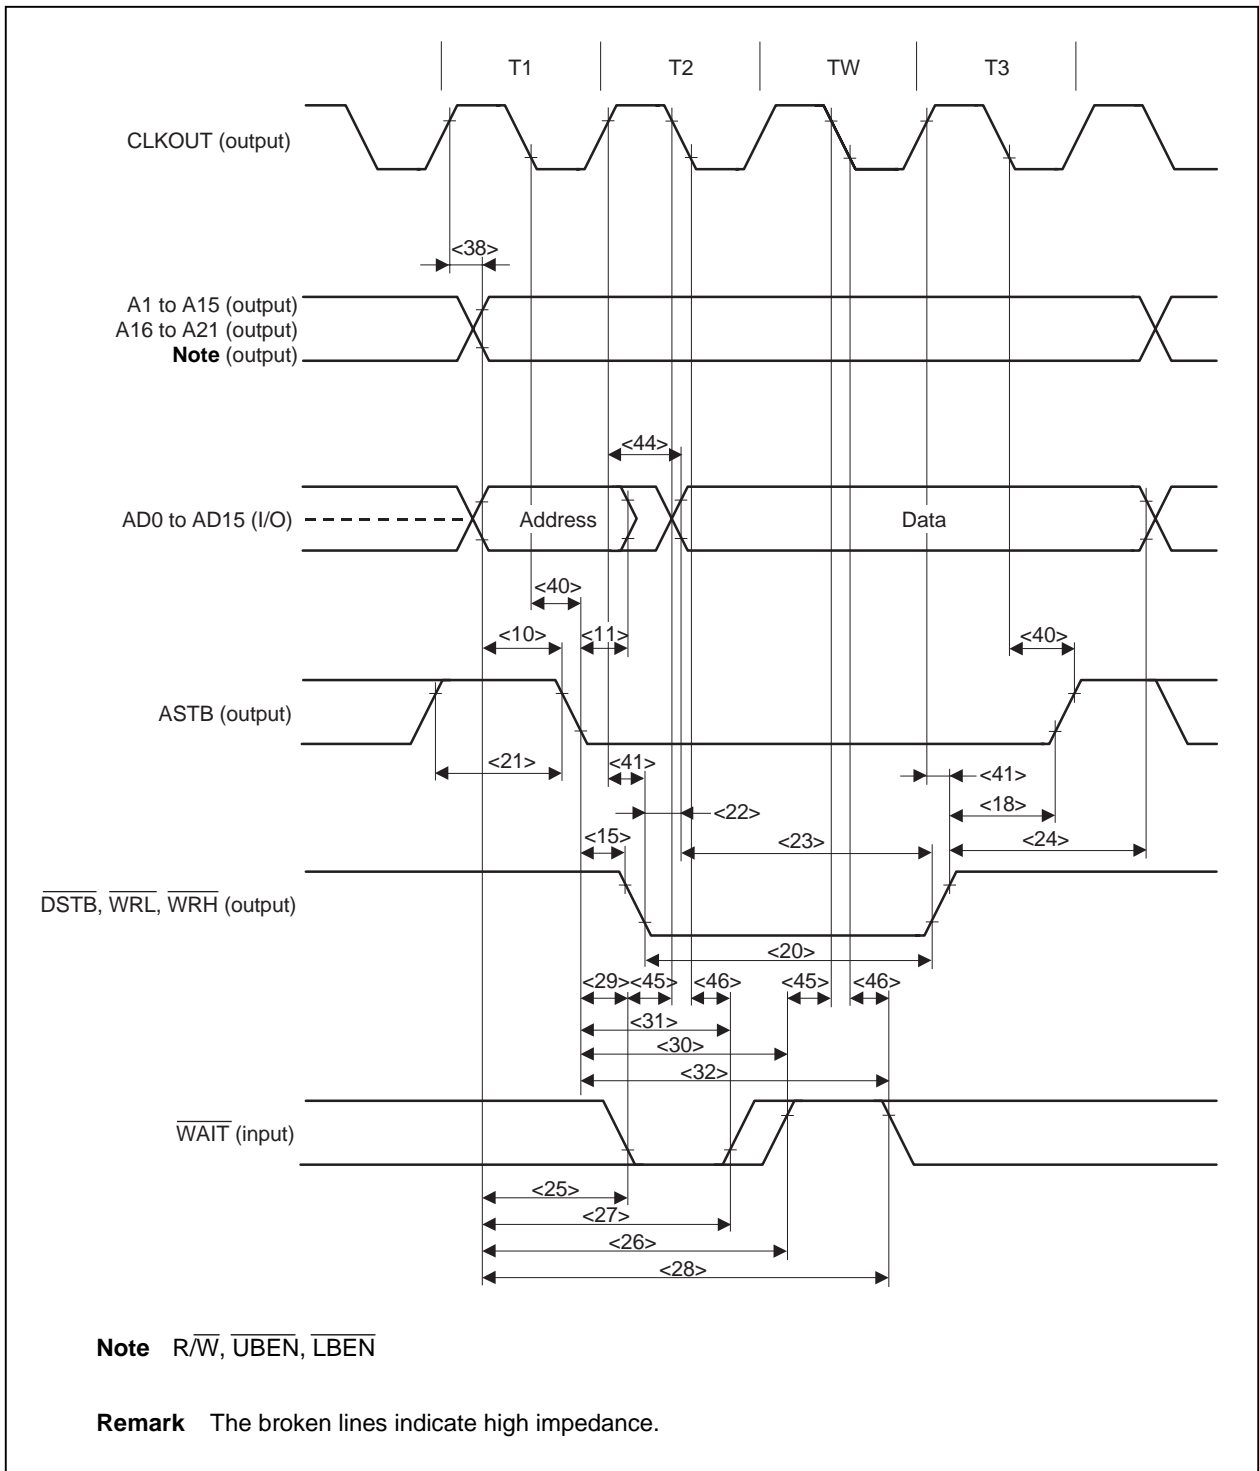 T1 T2 TW T3
CLKOUT (output)
<38>
A1 to A15 (output)
A16 to A21 (output)
Note (output)
<44>
AD0 to AD15 (I/O) Address Data
<40>
<10> <11> <40>
ASTB (output)
<21> <41> <41>
<22> <18>
<15> <23> <24>
DSTB, WRL, WRH (output)
<20>
<29> <45> <46> <45> <46>
<31>
<30>
<32>
WAIT (input)
<25>
<27>
<26>
<28>
Note R/W, UBEN, LBEN
Remark The broken lines indicate high impedance.